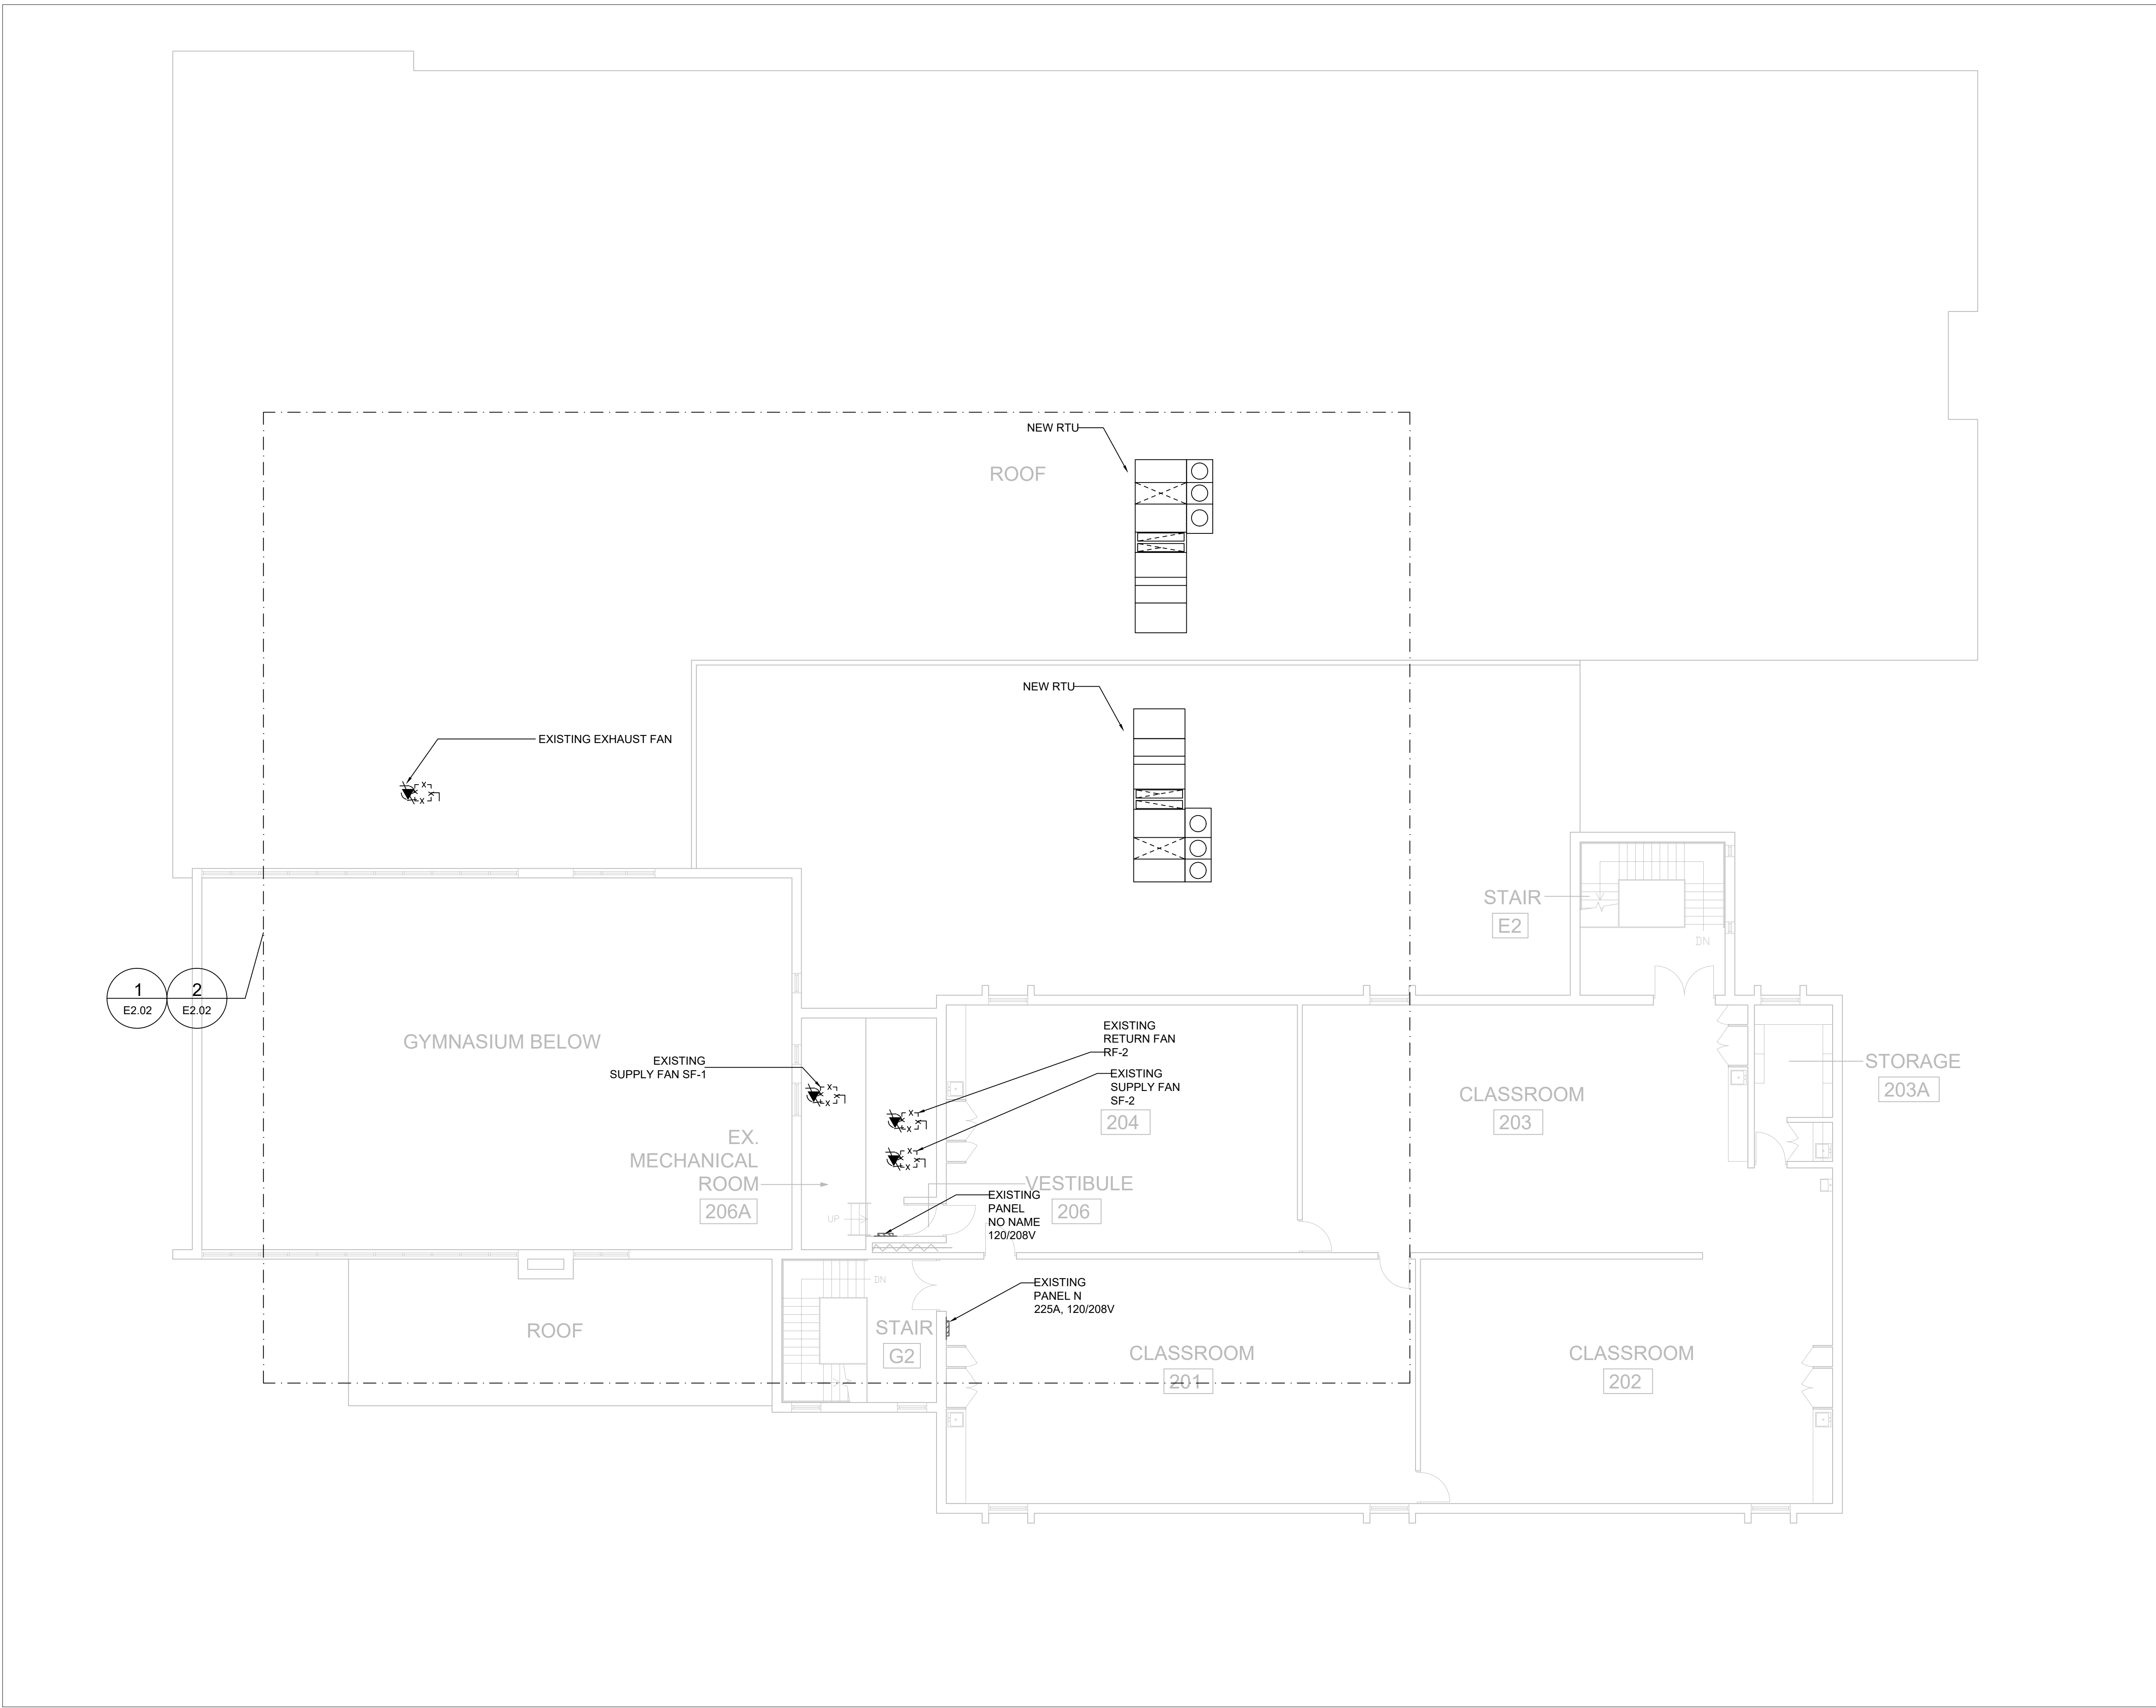 NEW RTU
ROOF
NEW RTU
EXISTING EXHAUST FAN
STAIR
E2
DN
1
E2.02
2
E2.02
GYMNASIUM BELOW
EXISTING
SUPPLY FAN SF-1
EXISTING
RETURN FAN
RF-2
EXISTING
SUPPLY FAN
SF-2
204
CLASSROOM
203
STORAGE
203A
EX.
MECHANICAL
ROOM
206A
UP
VESTIBULE
206
EXISTING
PANEL
NO NAME
120/208V
DN
EXISTING
PANEL N
225A, 120/208V
ROOF
STAIR
G2
CLASSROOM
201
CLASSROOM
202